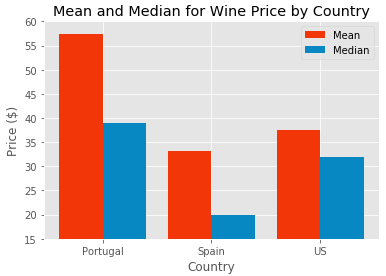 Mean and Median for Wine Price by Country
60
55
50
45
40
35
30
25
20
15
Price ($)
Mean
Median
Portugal Spain US
Country